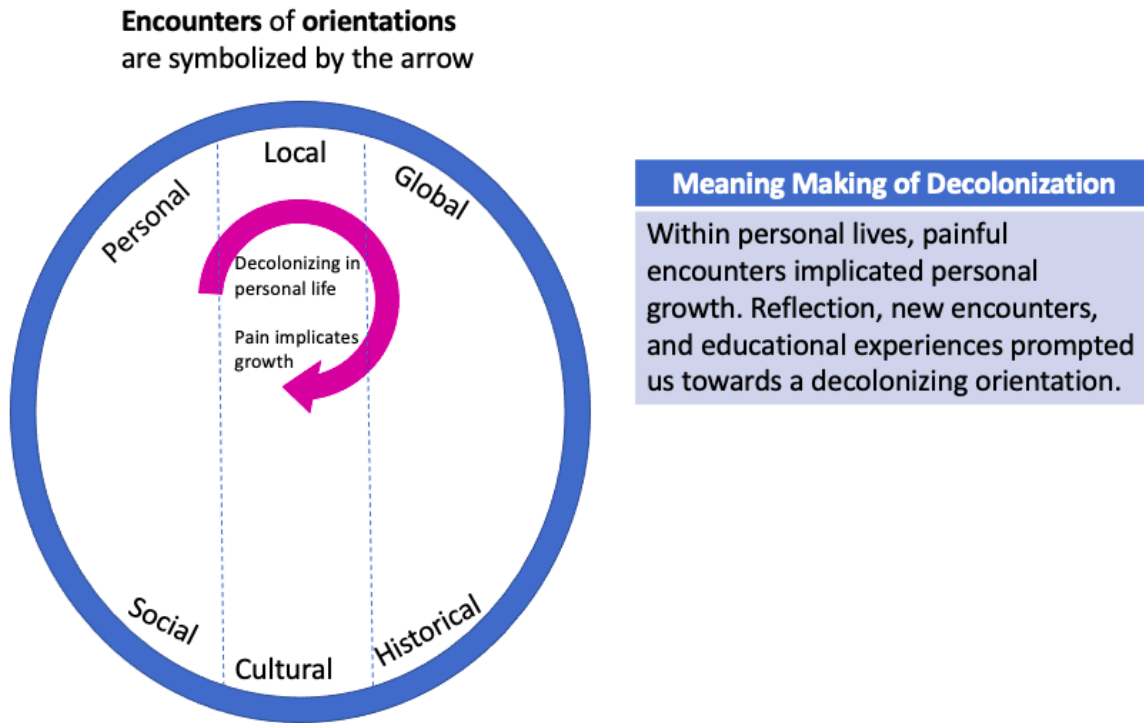 Encounters of orientations
are symbolized by the arrow
Personal
Local
Global
Decolonizing in
personal life
Pain implicates
growth
Social
Cultural
Historical
Meaning Making of Decolonization
Within personal lives, painful
encounters implicated personal
growth. Reflection, new encounters,
and educational experiences prompted
us towards a decolonizing orientation.